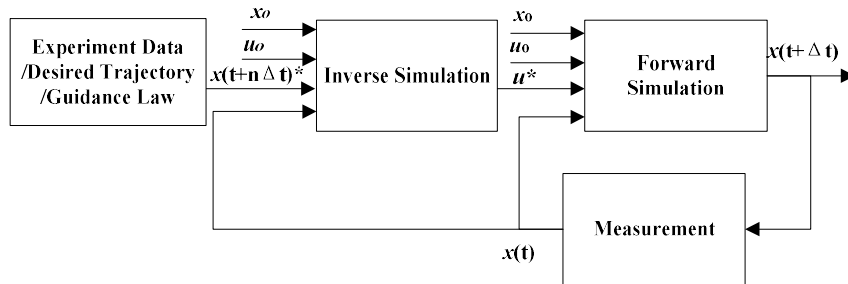 Experiment Data
/Desired Trajectory
/Guidance Law
x₀
u₀
x(t+n Δ t)*
Inverse Simulation
x₀
u₀
u*
Forward
Simulation
x(t+ Δ t)
Measurement
x(t)